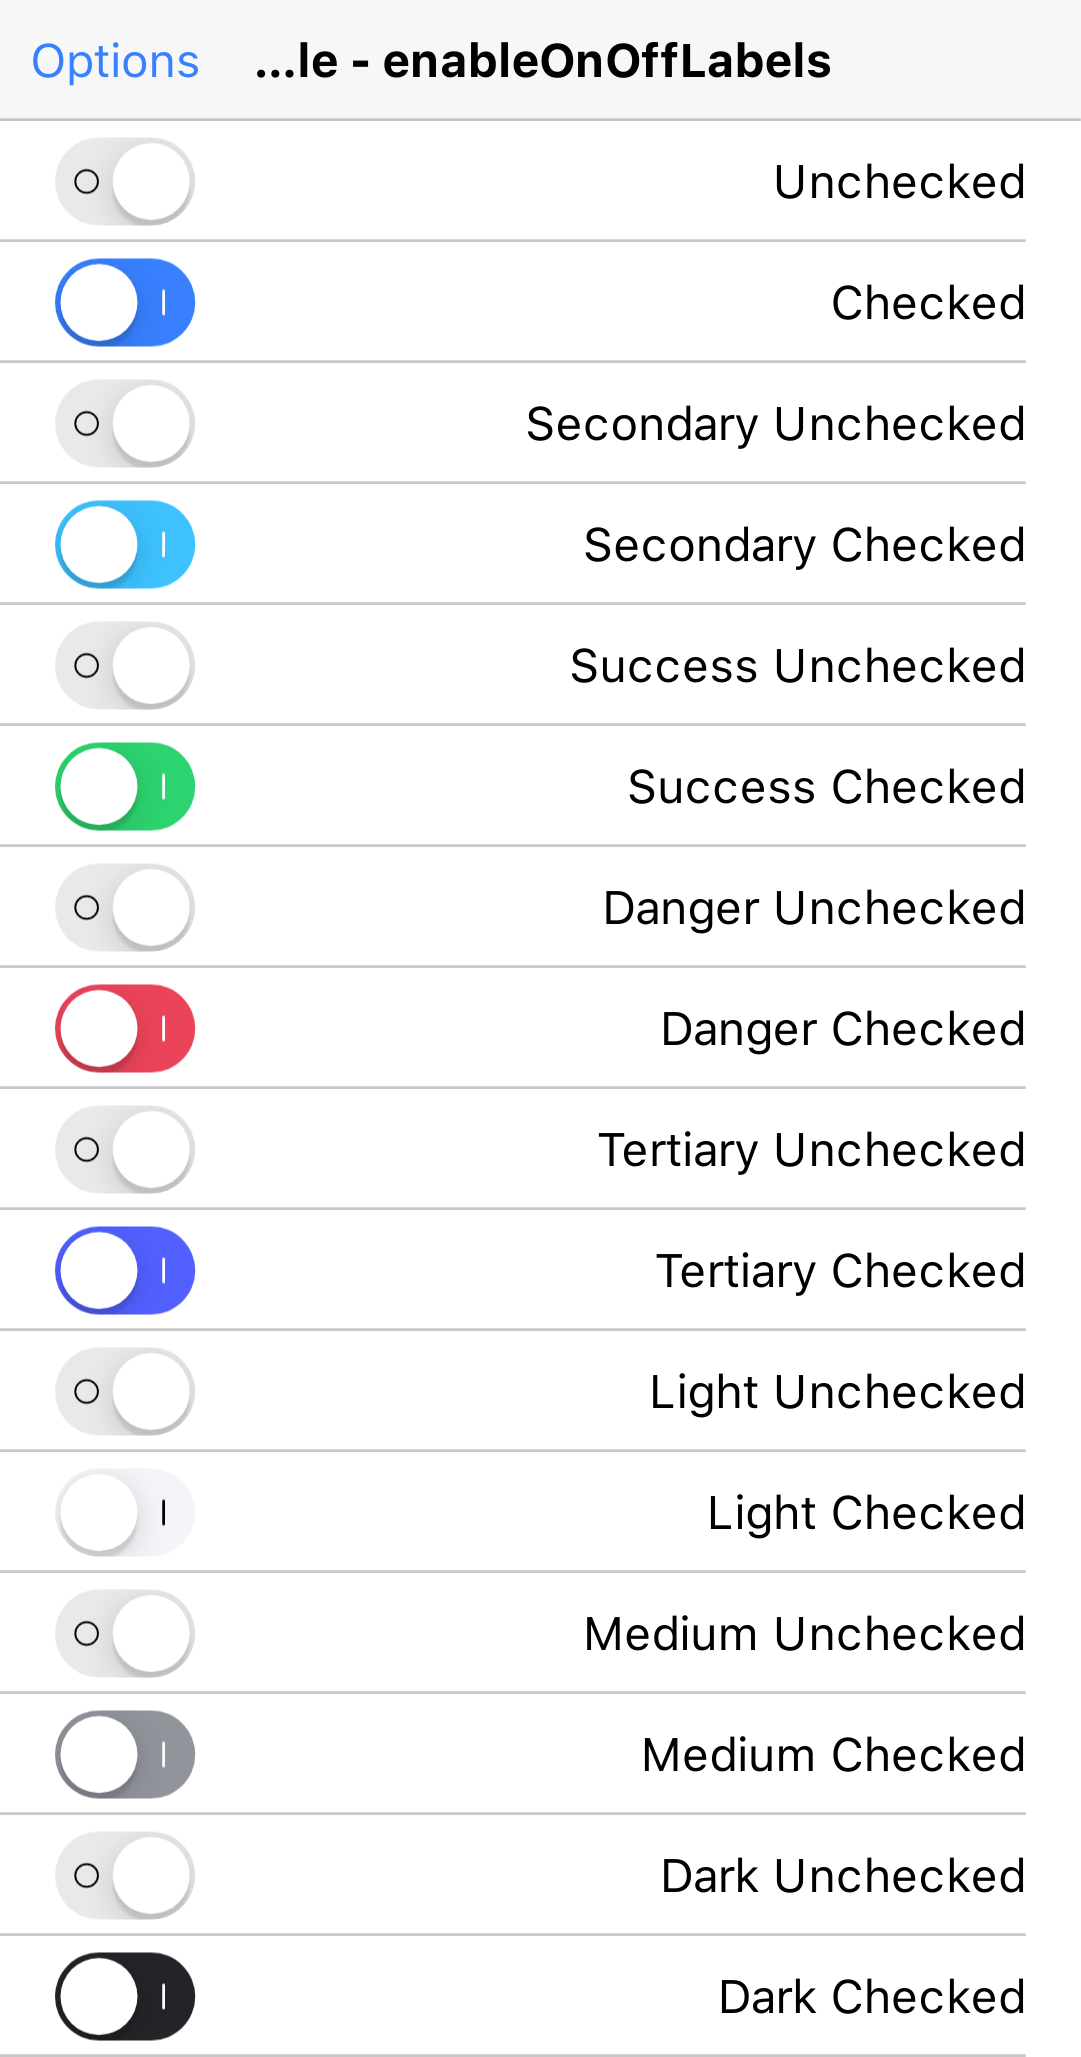 Options ...le - enableOnOffLabels
Unchecked
Checked
Secondary Unchecked
Secondary Checked
Success Unchecked
Success Checked
Danger Unchecked
Danger Checked
Tertiary Unchecked
Tertiary Checked
Light Unchecked
Light Checked
Medium Unchecked
Medium Checked
Dark Unchecked
Dark Checked